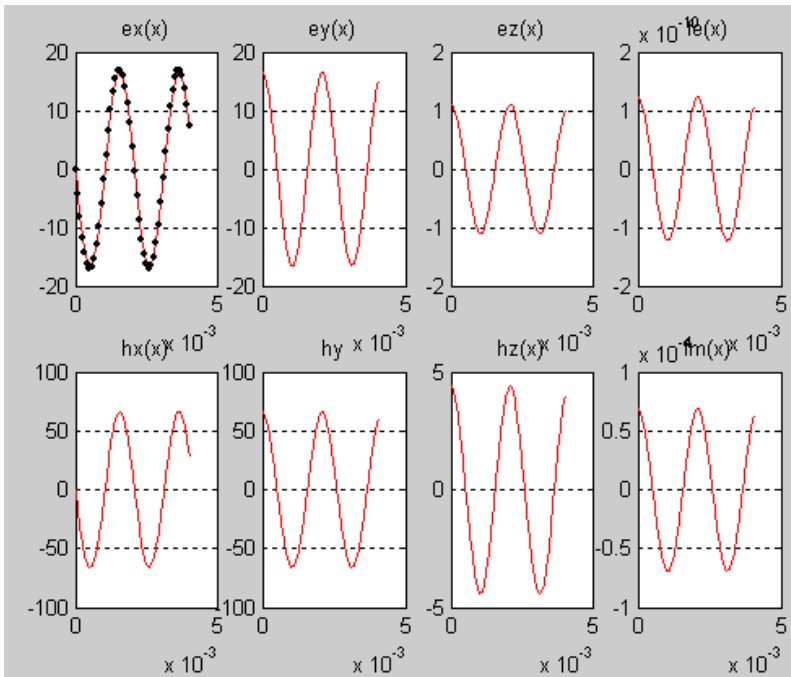 ex(x) ey(x) ez(x) x 10^-10 Ie(x)
20 20 2 2
10 10 1 1
0 0 0 0
-10 -10 -1 -1
-20 -20 -2 -2
0 5 0 5 0 5 0 5
x 10^-3 x 10^-3 x 10^-3 x 10^-3
hx(x) hy hz(x) x 10^-4 Im(x)
100 100 5 1
50 50 0.5
0 0 0 0
-50 -50 -0.5
-100 -100 -5 -1
0 5 0 5 0 5 0 5
x 10^-3 x 10^-3 x 10^-3 x 10^-3